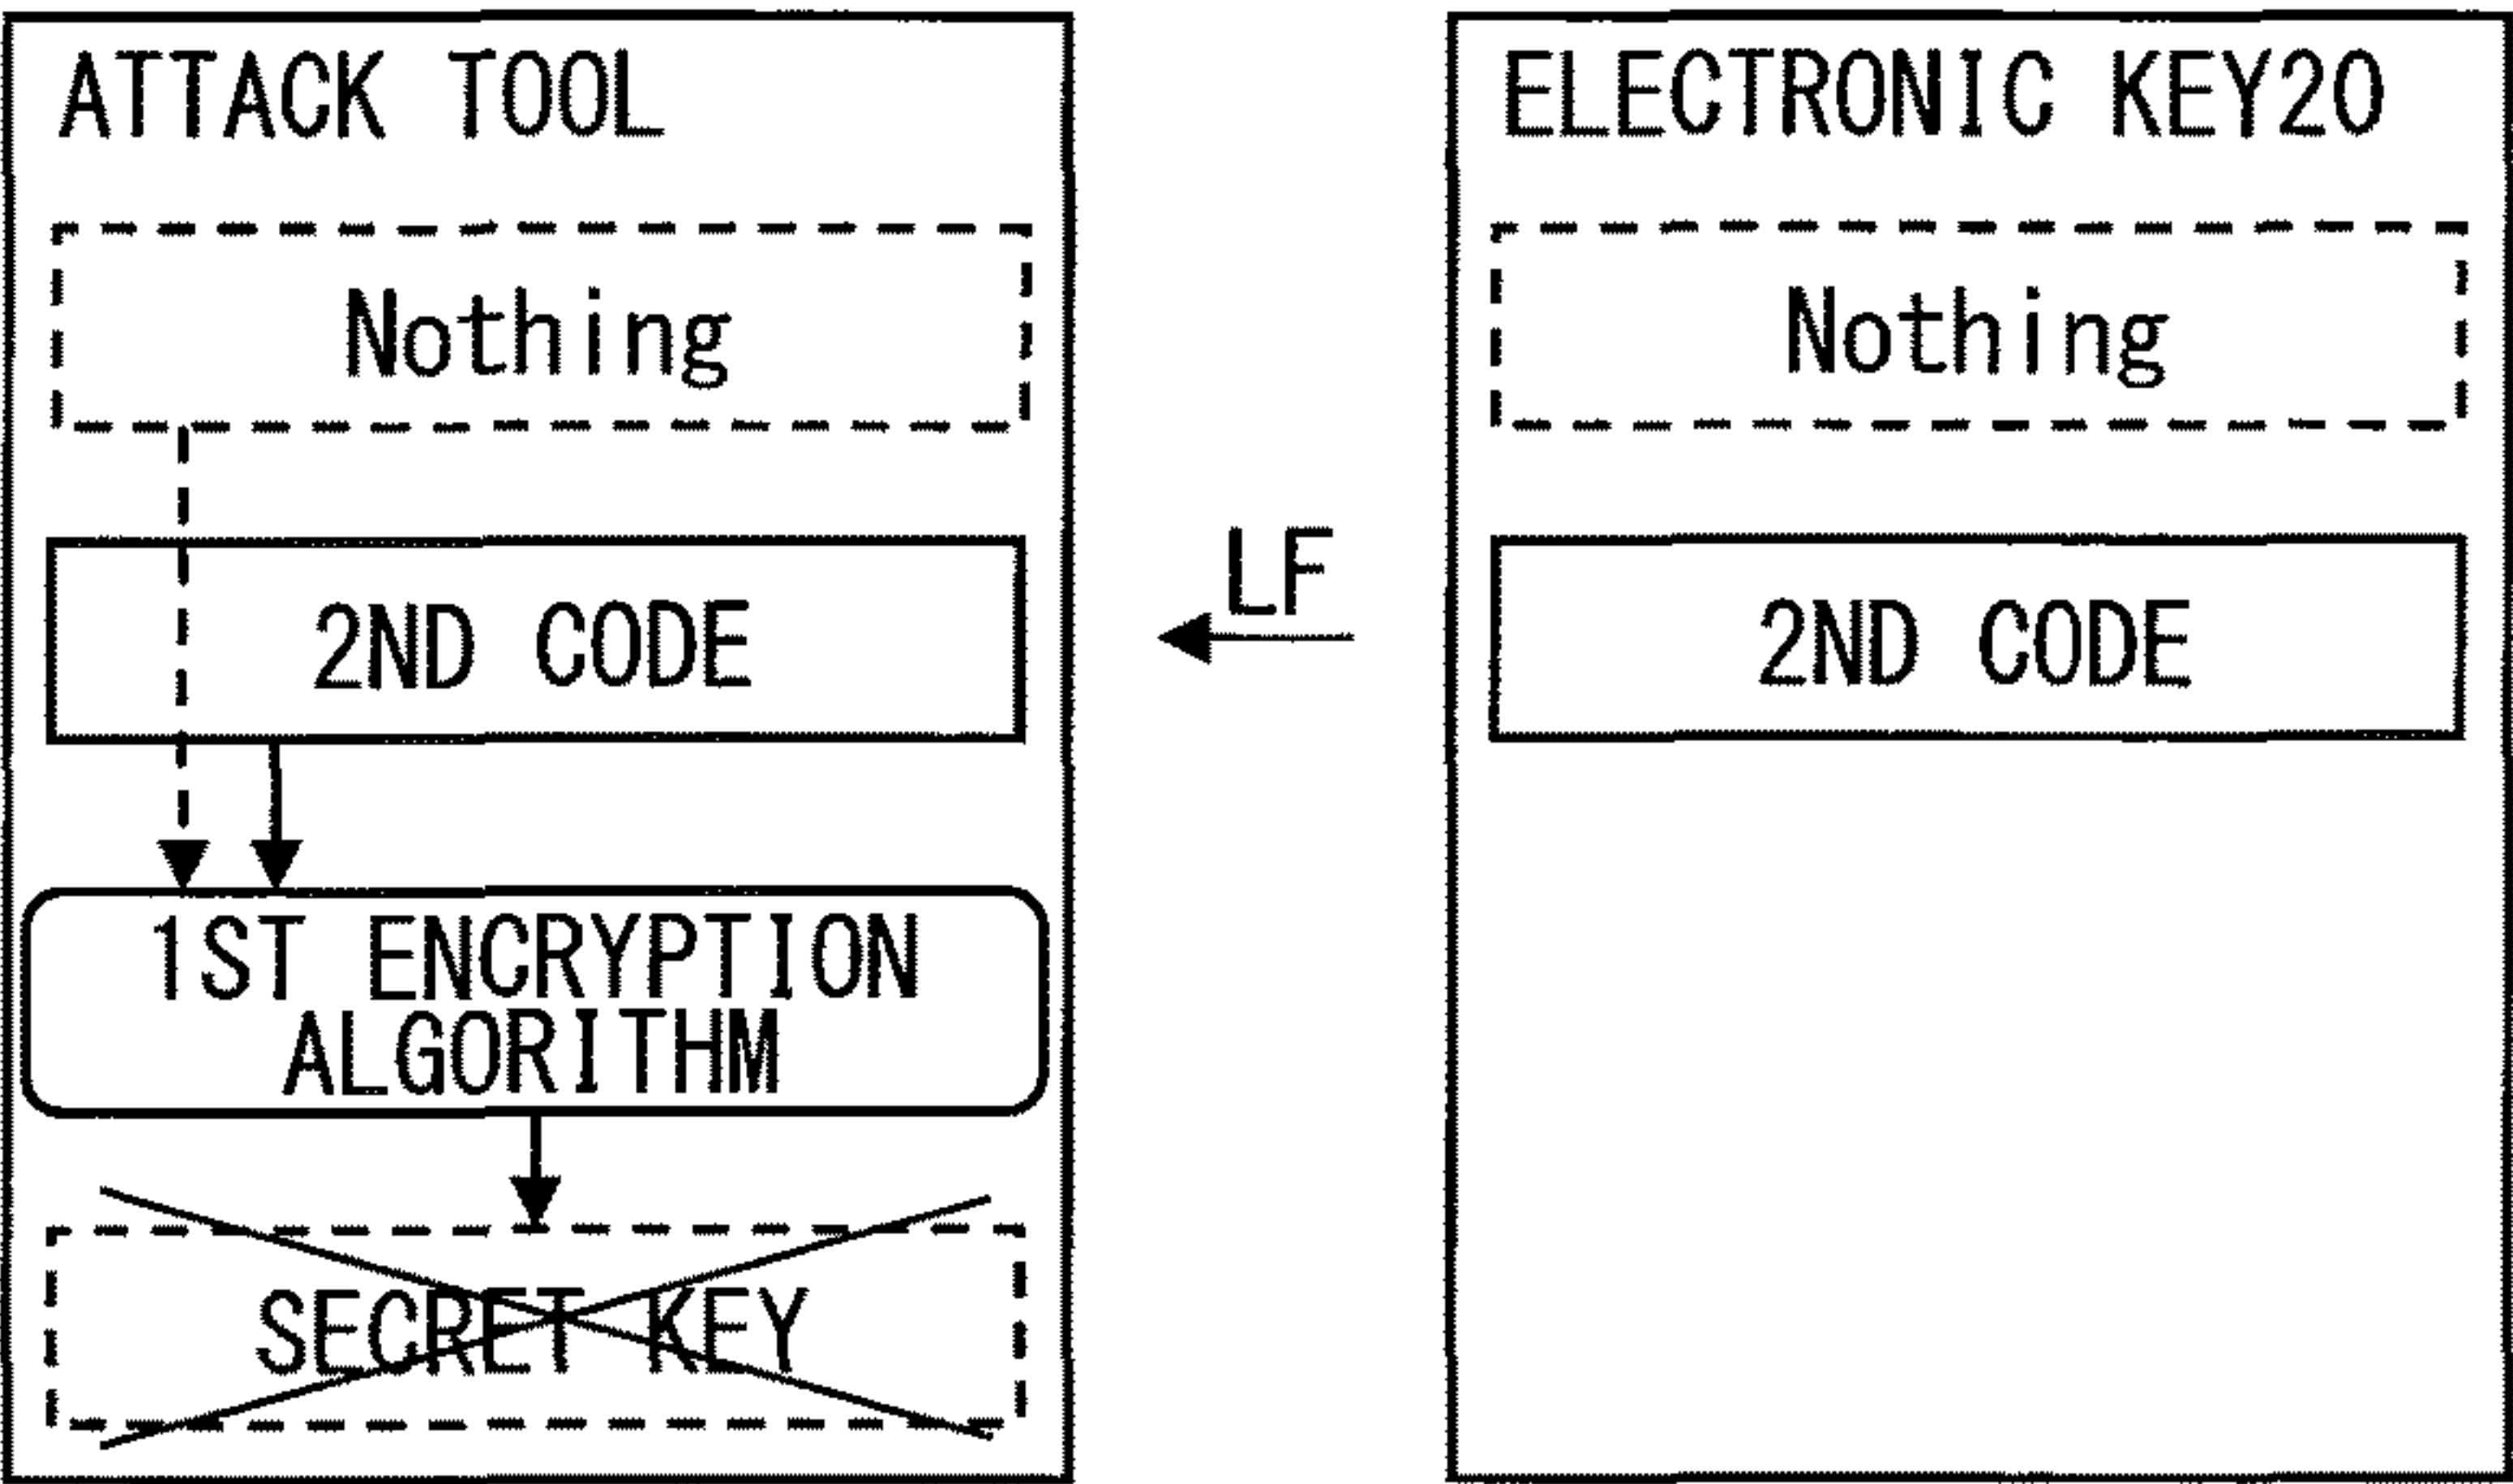 ATTACK TOOL
Nothing
2ND CODE
1ST ENCRYPTION
ALGORITHM
SECRET KEY
LF
ELECTRONIC KEY20
Nothing
2ND CODE